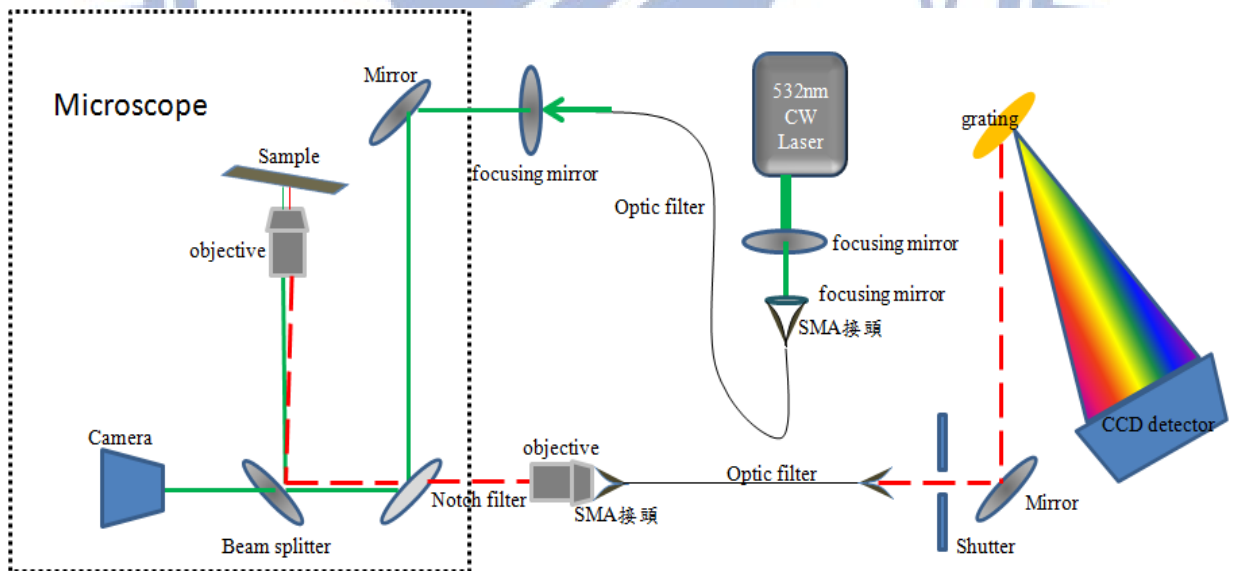 Microscope
Mirror
Sample
objective
Camera
Beam splitter
Notch filter
focusing mirror
Optic filter
532nm
CW
Laser
focusing mirror
focusing mirror
SMA接頭
objective
SMA接頭
Optic filter
Shutter
Mirror
grating
CCD detector